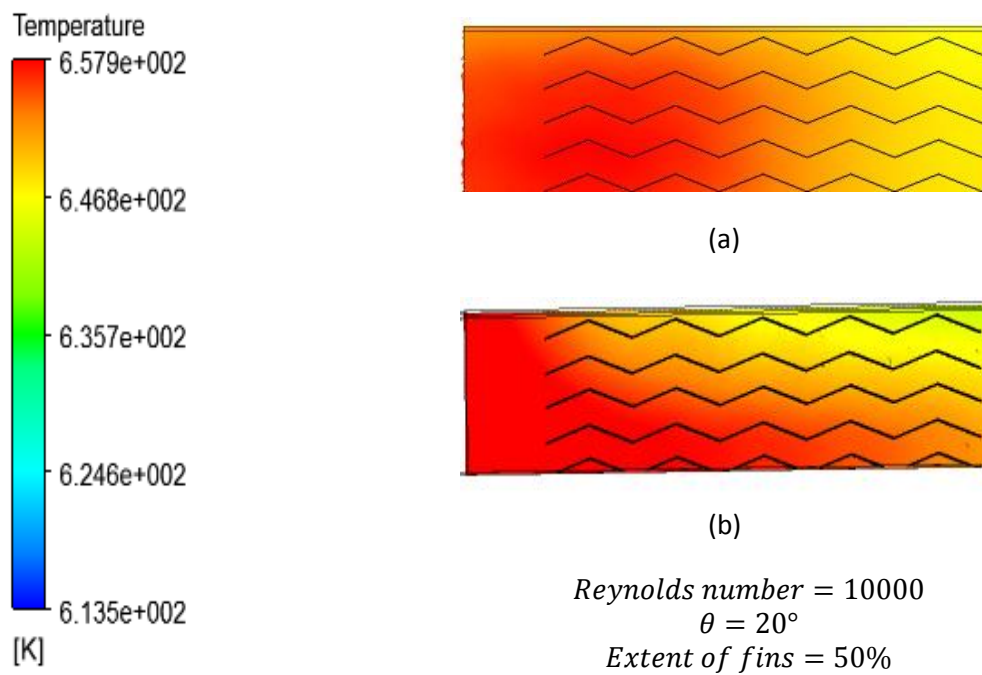 Temperature
6.579e+002
6.468e+002
6.357e+002
6.246e+002
6.135e+002
[K]
(a)
(b)
Reynolds number = 10000
θ = 20°
Extent of fins = 50%